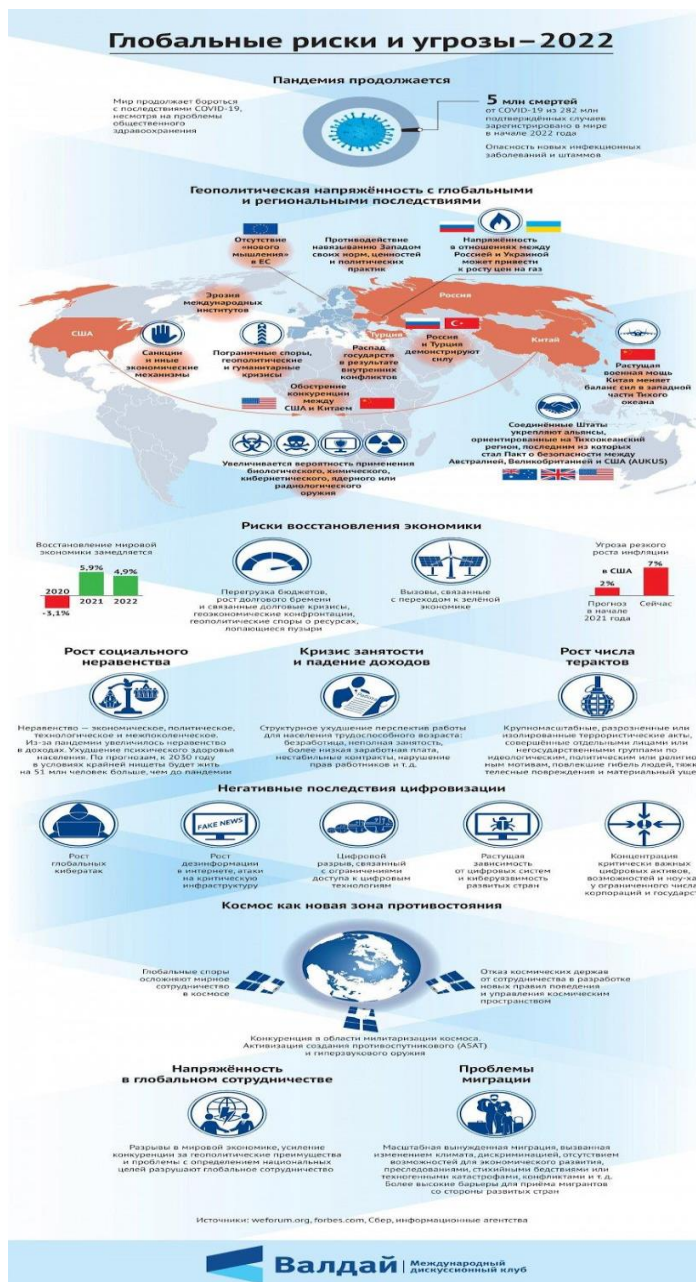 Глобальные риски и угрозы – 2022
Пандемия продолжается
Мир продолжает бороться
с последствиями COVID-19,
несмотря на проблемы
общественного
здравоохранения
5 млн смертей
от COVID-19 из 282 млн
подтверждённых случаев
зарегистрировано в мире
в начале 2022 года
Опасность новых инфекционных
заболеваний и штаммов
Геополитическая напряжённость с глобальными
и региональными последствиями
Отсутствие
«нового
мышления»
в ЕС
Противодействие
навязыванию Западом
своих норм, ценностей
и политических
практик
Напряжённость
в отношениях между
Россией и Украиной
может привести
к росту цен на газ
Эрозия
международных
институтов
Россия
США
Турция
Китай
Санкции
и иные
экономические
механизмы
Пограничные споры,
геополитические
и гуманитарные
кризисы
Распад
государств
в результате
внутренних
конфликтов
Россия
и Турция
демонстрируют
силу
Растущая
военная мощь
Китая меняет
баланс сил в западной
части Тихого
океана
Обострение
конкуренции
между
США и Китаем
Соединённые Штаты
укрепляют альянсы,
ориентированные на Тихоокеанский
регион, последним из которых
стал Пакт о безопасности между
Австралией, Великобританией и США (AUKUS)
Увеличивается вероятность применения
биологического, химического,
кибернетического, ядерного или
радиологического
оружия
Риски восстановления экономики
Восстановление мировой
экономики замедляется
5,9%
4,9%
2020
2021
2022
-3,1%
Перегрузка бюджетов,
рост долгового бремени
и связанные долговые кризисы,
геоэкономические конфронтации,
геополитические споры о ресурсах,
лопающиеся пузыри
Вызовы, связанные
с переходом к зелёной
экономике
Угроза резкого
роста инфляции
в США
7%
2%
Прогноз
в начале
2021 года
Сейчас
Рост социального
неравенства
Неравенство — экономическое, политическое,
технологическое и межпоколенческое.
Из-за пандемии увеличилось неравенство
в доходах. Ухудшение психического здоровья
населения. По прогнозам, к 2030 году
в условиях крайней нищеты будет жить
на 51 млн человек больше, чем до пандемии
Кризис занятости
и падение доходов
Структурное ухудшение перспектив работы
для населения трудоспособного возраста:
безработица, неполная занятость,
более низкая заработная плата,
нестабильные контракты, нарушение
прав работников и т.д.
Рост числа
терактов
Крупномасштабные, разрозненные или
изолированные террористические акты,
совершённые отдельными лицами или
негосударственными группами по
идеологическим, политическим или религио
ным мотивам, повлекшие гибель людей, тяж
телесные повреждения и материальный уще
Негативные последствия цифровизации
FAKE NEWS
Рост
глобальных
кибератак
Рост
дезинформации
в интернете, атаки
на критическую
инфраструктуру
Цифровой
разрыв, связанный
с ограничениями
доступа к цифровым
технологиям
Растущая
зависимость
от цифровых систем
и киберуязвимость
развитых стран
Концентрация
критически важных
цифровых активов,
возможностей и ноу-ха
у ограниченного числа
корпораций и государст
Космос как новая зона противостояния
Глобальные споры
осложняют мирное
сотрудничество
в космосе
Отказ космических держав
от сотрудничества в разработке
новых правил поведения
и управления космическим
пространством
Конкуренция в области милитаризации космоса.
Активизация создания противоспутникового (ASAT)
и гиперзвукового оружия
Напряжённость
в глобальном сотрудничестве
Разрывы в мировой экономике, усиление
конкуренции за геополитические преимущества
и проблемы с определением национальных
целей разрушают глобальное сотрудничество
Проблемы
миграции
Масштабная вынужденная миграция, вызванная
изменением климата, дискриминацией, отсутствием
возможностей для экономического развития,
преследованиями, стихийными бедствиями или
техногенными катастрофами, конфликтами и т.д.
Более высокие барьеры для приёма мигрантов
со стороны развитых стран
Источники: weforum.org, forbes.com, Сбер, информационные агентства
Валдай
Международный
дискуссионный клуб